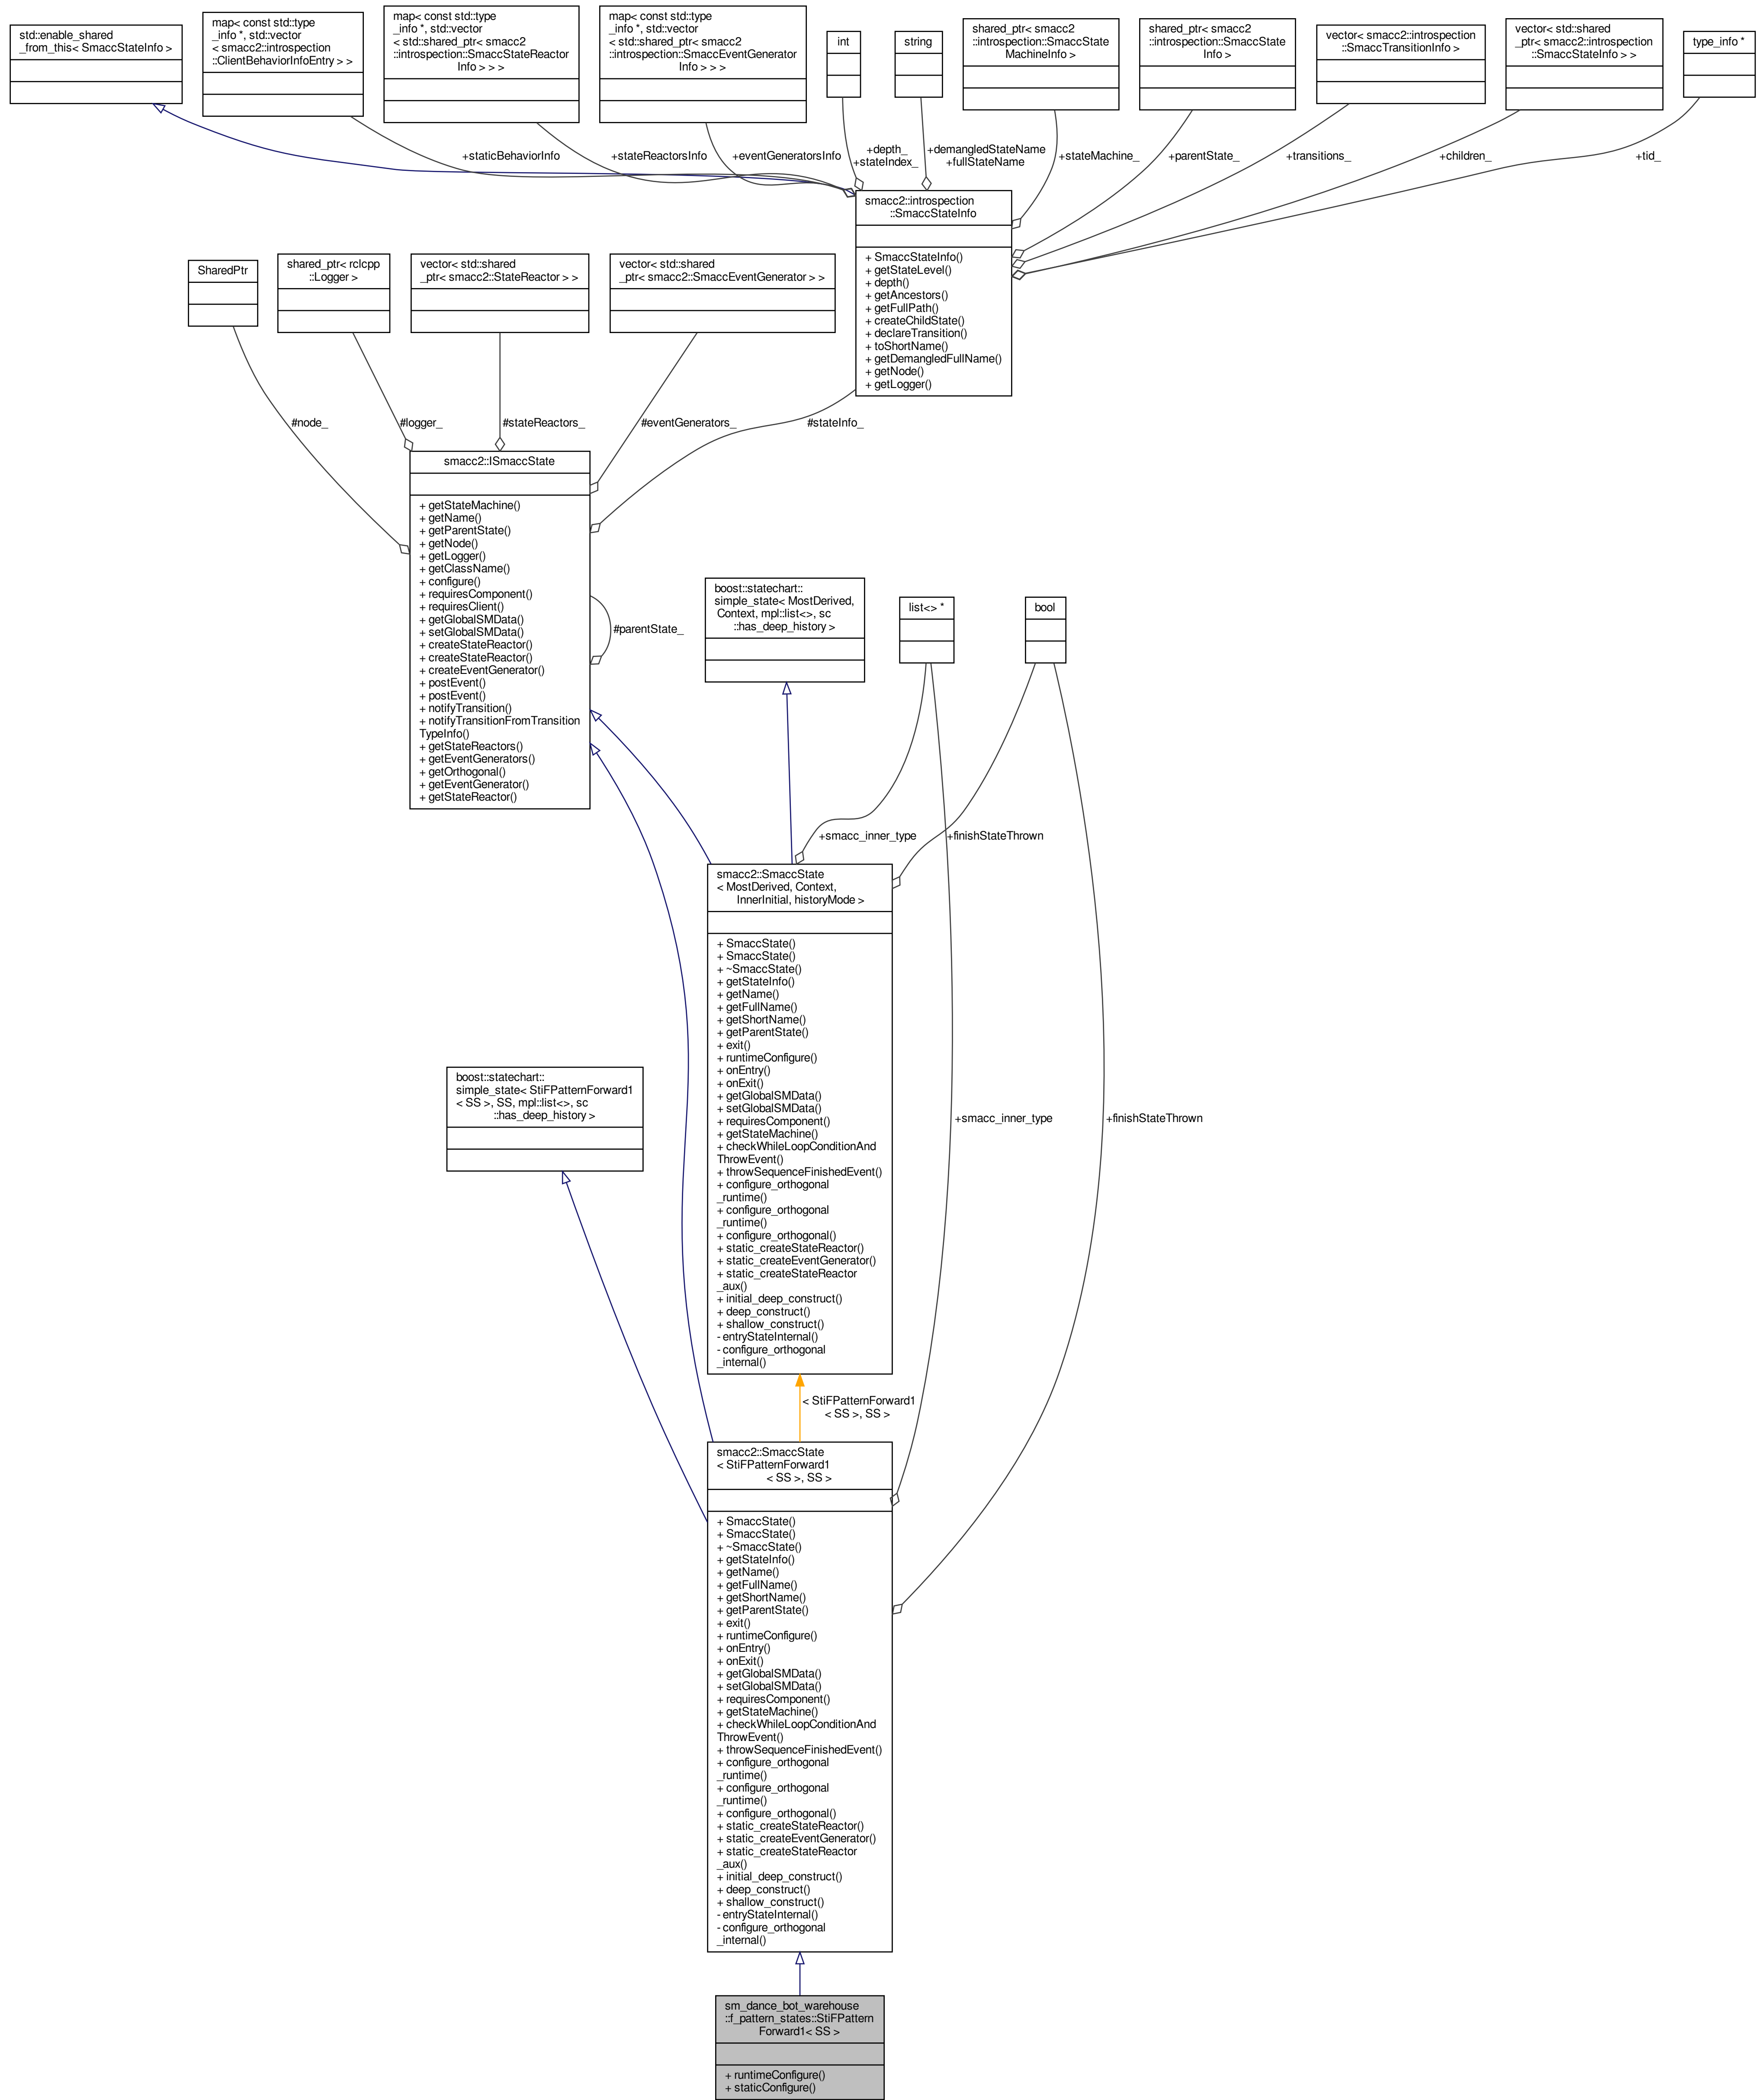 std::enable_shared
_from_this< SmaccStateInfo >
map< const std::type
_info *, std::vector
< smacc2::introspection
::ClientBehaviorInfoEntry > >
map< const std::type
_info *, std::vector
< std::shared_ptr< smacc2
::introspection::SmaccStateReactor
Info > > >
map< const std::type
_info *, std::vector
< std::shared_ptr< smacc2
::introspection::SmaccEventGenerator
Info > > >
int
string
shared_ptr< smacc2
::introspection::SmaccState
MachineInfo >
shared_ptr< smacc2
::introspection::SmaccState
Info >
vector< smacc2::introspection
::SmaccTransitionInfo >
vector< std::shared
_ptr< smacc2::introspection
::SmaccStateInfo > >
type_info *
+staticBehaviorInfo
+stateReactorsInfo
+eventGeneratorsInfo
+depth_
+stateIndex_
+demangledStateName
+fullStateName
+stateMachine_
+parentState_
+transitions_
+children_
+tid_
smacc2::introspection
::SmaccStateInfo
+ SmaccStateInfo()
+ getStateLevel()
+ depth()
+ getAncestors()
+ getFullPath()
+ createChildState()
+ declareTransition()
+ toShortName()
+ getDemangledFullName()
+ getNode()
+ getLogger()
SharedPtr
shared_ptr< rclcpp
::Logger >
vector< std::shared
_ptr< smacc2::StateReactor > >
vector< std::shared
_ptr< smacc2::SmaccEventGenerator > >
#node_
#logger_
#stateReactors_
#eventGenerators_
#stateInfo_
smacc2::ISmaccState
+ getStateMachine()
+ getName()
+ getParentState()
+ getNode()
+ getLogger()
+ getClassName()
+ configure()
+ requiresComponent()
+ requiresClient()
+ getGlobalSMData()
+ setGlobalSMData()
+ createStateReactor()
+ createStateReactor()
+ createEventGenerator()
+ postEvent()
+ postEvent()
+ notifyTransition()
+ notifyTransitionFromTransition
TypeInfo()
+ getStateReactors()
+ getEventGenerators()
+ getOrthogonal()
+ getEventGenerator()
+ getStateReactor()
#parentState_
boost::statechart::
simple_state< MostDerived,
Context, mpl::list<>, sc
::has_deep_history >
list<> *
bool
+smacc_inner_type
+finishStateThrown
smacc2::SmaccState
< MostDerived, Context,
InnerInitial, historyMode >
+ SmaccState()
+ SmaccState()
+ ~SmaccState()
+ getStateInfo()
+ getName()
+ getFullName()
+ getShortName()
+ getParentState()
+ exit()
+ runtimeConfigure()
+ onEntry()
+ onExit()
+ getGlobalSMData()
+ setGlobalSMData()
+ requiresComponent()
+ getStateMachine()
+ checkWhileLoopConditionAnd
ThrowEvent()
+ throwSequenceFinishedEvent()
+ configure_orthogonal
_runtime()
+ configure_orthogonal
_runtime()
+ configure_orthogonal()
+ static_createStateReactor()
+ static_createEventGenerator()
+ static_createStateReactor
_aux()
+ initial_deep_construct()
+ deep_construct()
+ shallow_construct()
- entryStateInternal()
- configure_orthogonal
_internal()
boost::statechart::
simple_state< StiFPatternForward1
< SS >, SS, mpl::list<>, sc
::has_deep_history >
+smacc_inner_type
+finishStateThrown
< StiFPatternForward1
< SS >, SS >
smacc2::SmaccState
< StiFPatternForward1
< SS >, SS >
+ SmaccState()
+ SmaccState()
+ ~SmaccState()
+ getStateInfo()
+ getName()
+ getFullName()
+ getShortName()
+ getParentState()
+ exit()
+ runtimeConfigure()
+ onEntry()
+ onExit()
+ getGlobalSMData()
+ setGlobalSMData()
+ requiresComponent()
+ getStateMachine()
+ checkWhileLoopConditionAnd
ThrowEvent()
+ throwSequenceFinishedEvent()
+ configure_orthogonal
_runtime()
+ configure_orthogonal
_runtime()
+ configure_orthogonal()
+ static_createStateReactor()
+ static_createEventGenerator()
+ static_createStateReactor
_aux()
+ initial_deep_construct()
+ deep_construct()
+ shallow_construct()
- entryStateInternal()
- configure_orthogonal
_internal()
sm_dance_bot_warehouse
::f_pattern_states::StiFPattern
Forward1< SS >
+ runtimeConfigure()
+ staticConfigure()